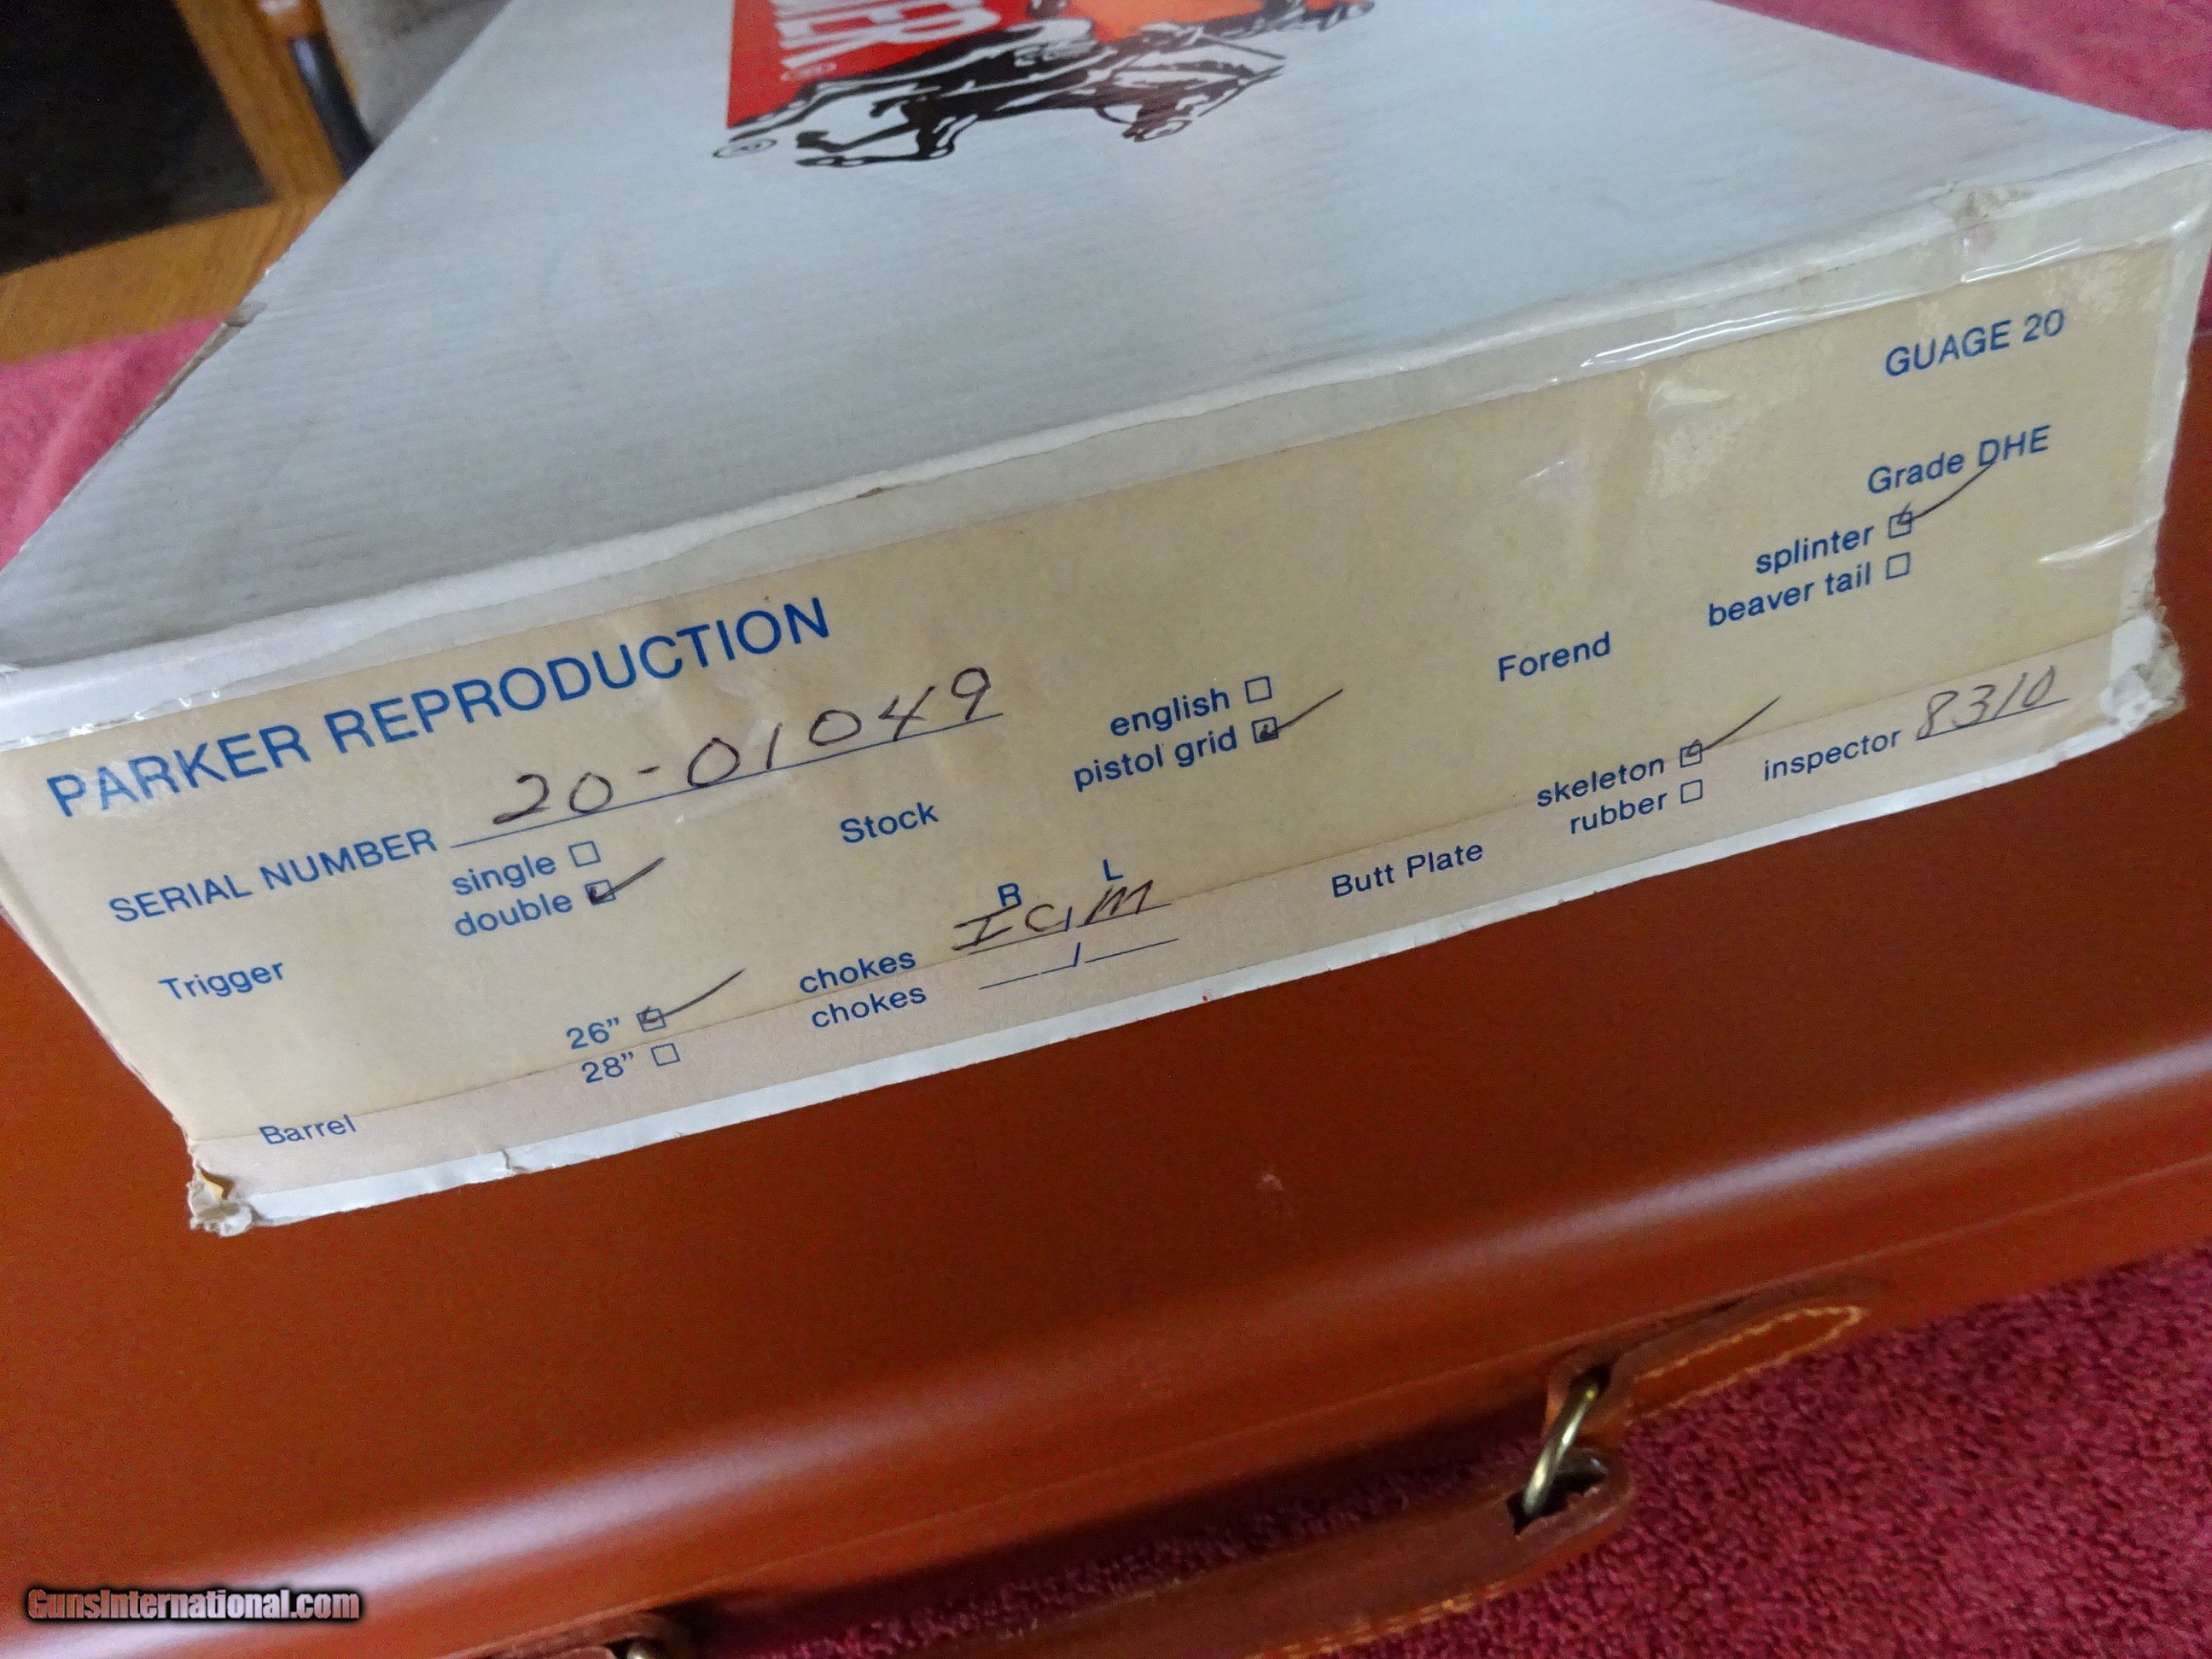 GUAGE 20
Grade DHE
PARKER REPRODUCTION
SERIAL NUMBER 20-01049
Trigger
single
double
Stock
english
pistol grid
Forend
splinter
beaver tail
Barrel
26"
28"
R L
chokes IC/M
chokes /
Butt Plate
skeleton
rubber
inspector 8310
GunsInternational.com